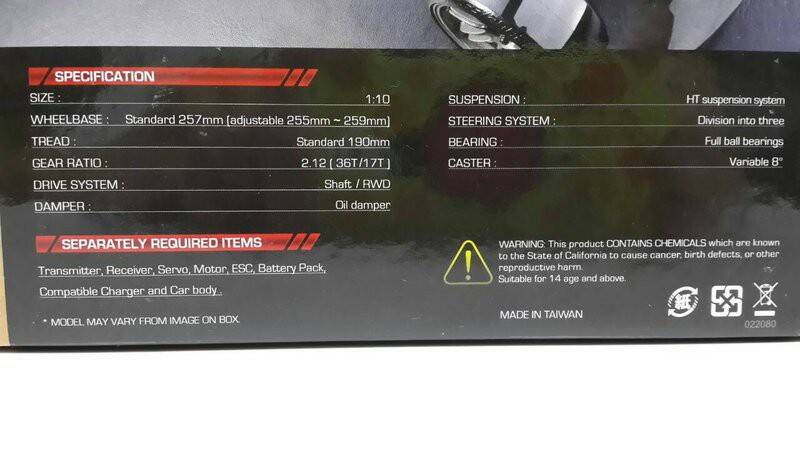 SPECIFICATION
SIZE : 1:10
WHEELBASE : Standard 257mm (adjustable 255mm ~ 259mm)
TREAD : Standard 190mm
GEAR RATIO : 2.12 ( 36T/17T )
DRIVE SYSTEM : Shaft / RWD
DAMPER : Oil damper
SUSPENSION : HT suspension system
STEERING SYSTEM : Division into three
BEARING : Full ball bearings
CASTER : Variable 8°
SEPARATELY REQUIRED ITEMS
Transmitter, Receiver, Servo, Motor, ESC, Battery Pack,
Compatible Charger and Car body .
* MODEL MAY VARY FROM IMAGE ON BOX.
WARNING: This product CONTAINS CHEMICALS which are known
to the State of California to cause cancer, birth defects, or other
reproductive harm.
Suitable for 14 age and above.
MADE IN TAIWAN
紙
022080